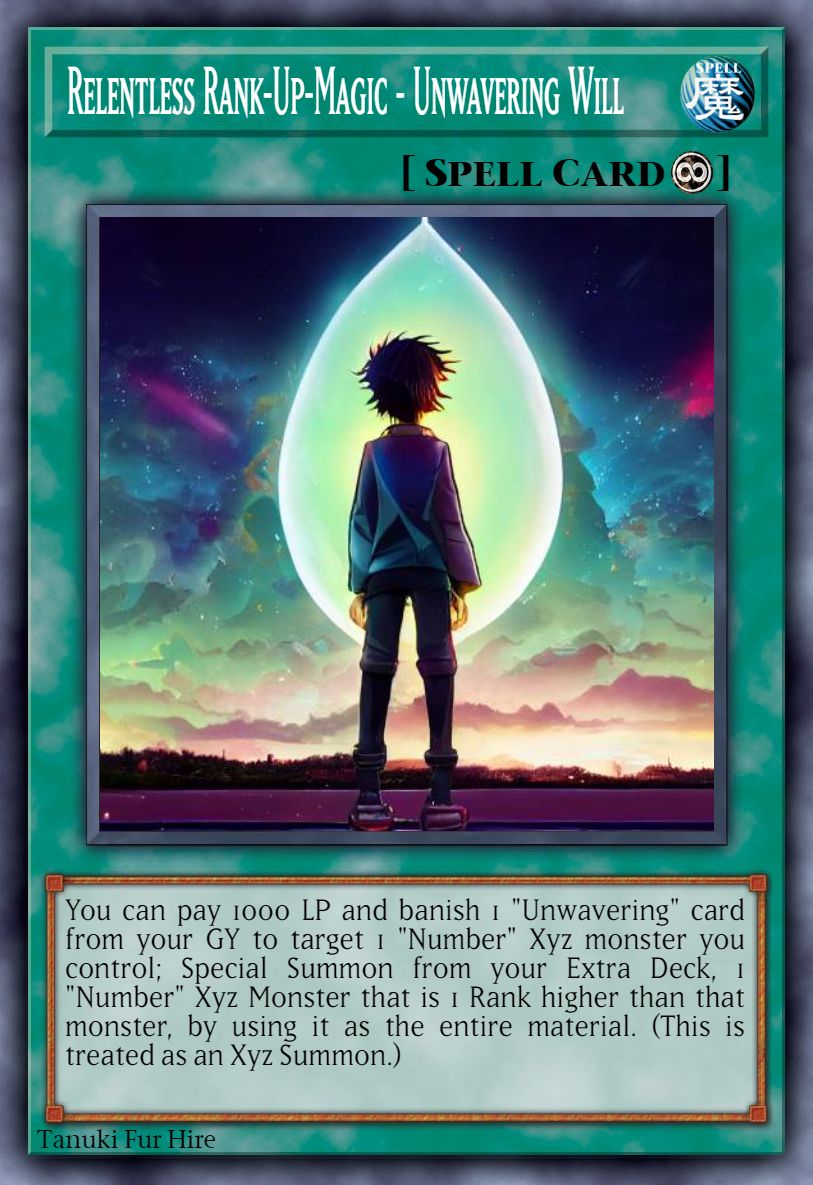 Relentless Rank-Up-Magic - Unwavering Will
SPELL
魔
[ Spell Card ]
You can pay 1000 LP and banish 1 "Unwavering" card
from your GY to target 1 "Number" Xyz monster you
control; Special Summon from your Extra Deck, 1
"Number" Xyz Monster that is 1 Rank higher than that
monster, by using it as the entire material. (This is
treated as an Xyz Summon.)
Tanuki Fur Hire